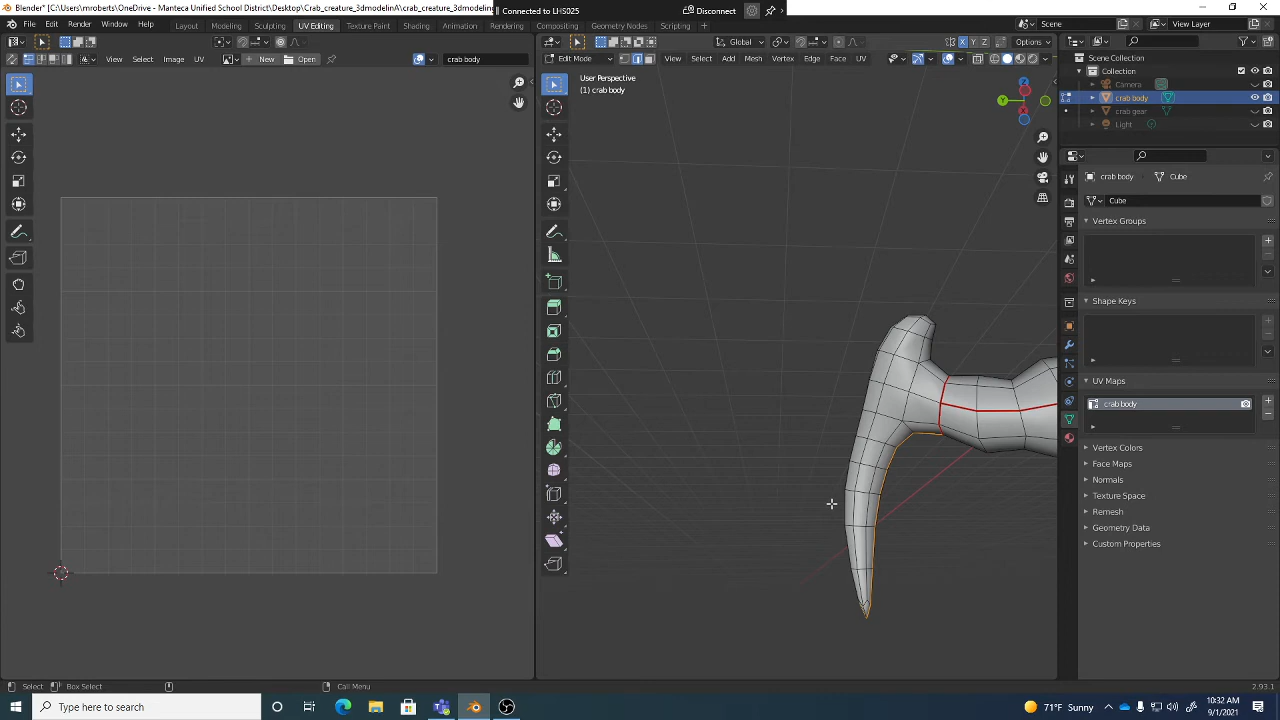 Blender* [C:\Users\mroberts\OneDrive - Manteca Unified School District\Desktop\Crab_creature_3dmodelinA\crab_creature_3dmodeling
Connected to LHS025
Disconnect
File Edit Render Window Help
Layout Modeling Sculpting UV Editing Texture Paint Shading Animation Rendering Compositing Geometry Nodes Scripting +
Scene
View Layer
View Select Image UV
New
Open
crab body
Global
Options
Edit Mode
View Select Add Mesh Vertex Edge Face UV
X Y Z
User Perspective
(1) crab body
Z
Y
X
Scene Collection
Collection
Camera
crab body
crab gear
Light
crab body
Cube
Cube
Vertex Groups
Shape Keys
UV Maps
crab body
Vertex Colors
Face Maps
Normals
Texture Space
Remesh
Geometry Data
Custom Properties
Select
Box Select
Call Menu
2.93.1
Type here to search
71°F Sunny
10:32 AM
9/1/2021